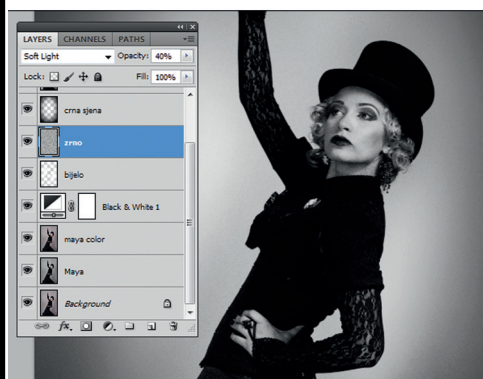 LAYERS CHANNELS PATHS
Soft Light Opacity: 40%
Lock: Fill: 100%
crna sjena
zrno
bijelo
Black & White 1
maya color
Maya
Background
fx.